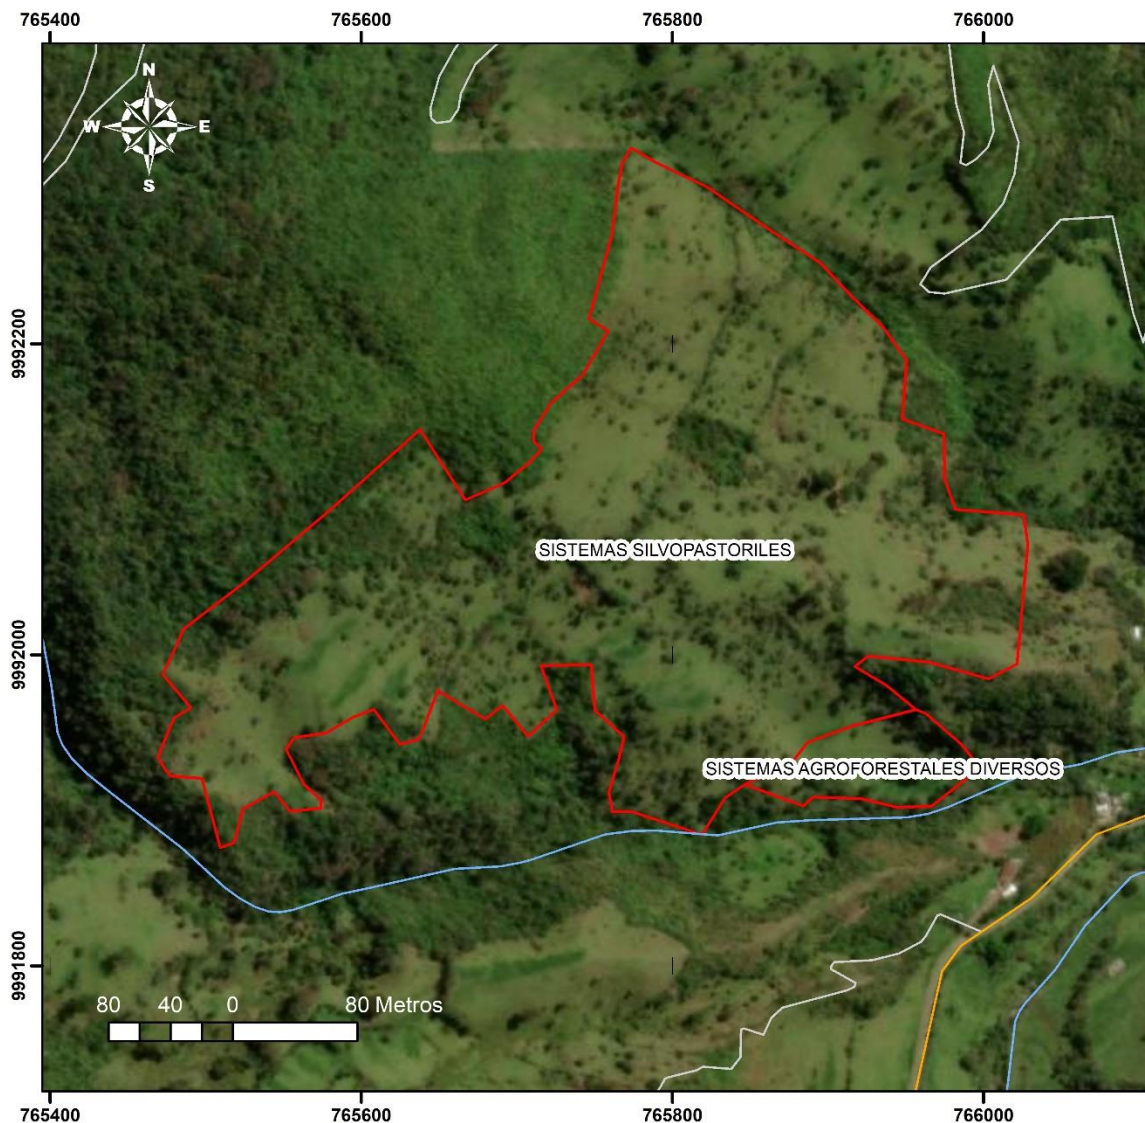 765400 765600 765800 766000
N
W E
S
9992200
SISTEMAS SILVOPASTORILES
9992000
SISTEMAS AGROFORESTALES DIVERSOS
9991800
80 40 0 80 Metros
765400 765600 765800 766000